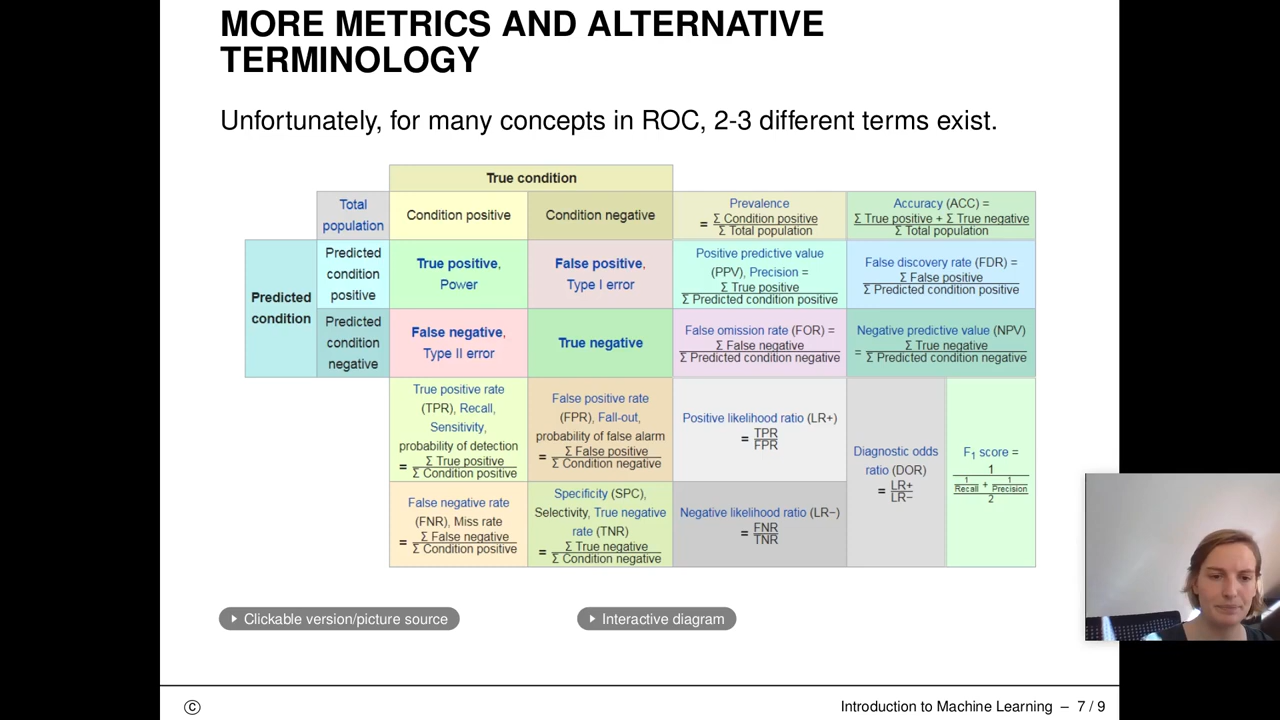 MORE METRICS AND ALTERNATIVE
TERMINOLOGY
Unfortunately, for many concepts in ROC, 2-3 different terms exist.
True condition
Total
population
Condition positive
Condition negative
Prevalence
= Σ Condition positive
Σ Total population
Accuracy (ACC) =
Σ True positive + Σ True negative
Σ Total population
Predicted
condition
Predicted
condition
positive
True positive,
Power
False positive,
Type I error
Positive predictive value
(PPV), Precision =
Σ True positive
Σ Predicted condition positive
False discovery rate (FDR) =
Σ False positive
Σ Predicted condition positive
Predicted
condition
negative
False negative,
Type II error
True negative
False omission rate (FOR) =
Σ False negative
Σ Predicted condition negative
Negative predictive value (NPV)
= Σ True negative
Σ Predicted condition negative
True positive rate
(TPR), Recall,
Sensitivity,
probability of detection
= Σ True positive
Σ Condition positive
False positive rate
(FPR), Fall-out,
probability of false alarm
= Σ False positive
Σ Condition negative
Positive likelihood ratio (LR+)
= TPR
FPR
Diagnostic odds
ratio (DOR)
= LR+
LR−
F1 score =
1
1 + 1
Recall Precision
2
False negative rate
(FNR), Miss rate
= Σ False negative
Σ Condition positive
Specificity (SPC),
Selectivity, True negative
rate (TNR)
= Σ True negative
Σ Condition negative
Negative likelihood ratio (LR−)
= FNR
TNR
Clickable version/picture source
Interactive diagram
© Introduction to Machine Learning – 7 / 9